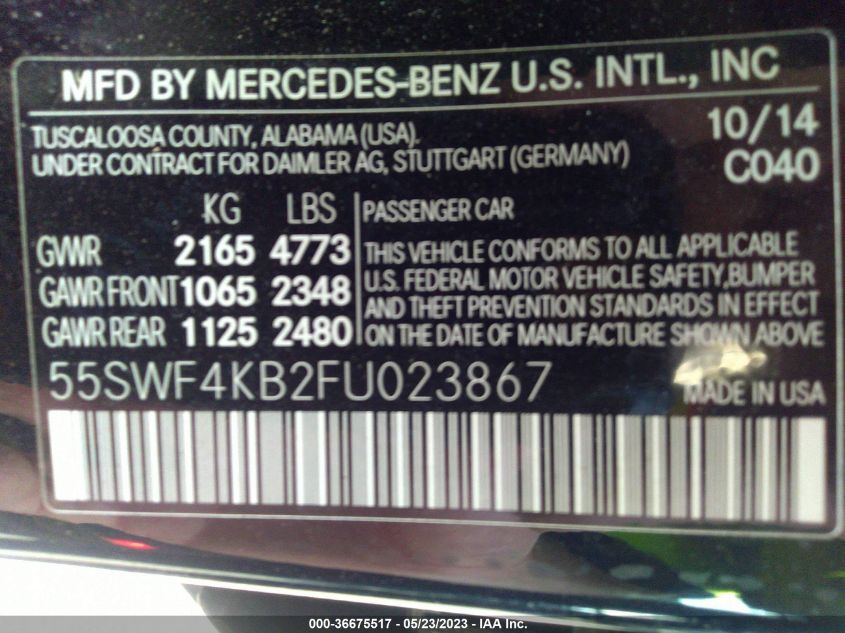 MFD BY MERCEDES-BENZ U.S. INTL., INC
TUSCALOOSA COUNTY, ALABAMA (USA).
10/14
UNDER CONTRACT FOR DAIMLER AG, STUTTGART (GERMANY)
C040
KG LBS
PASSENGER CAR
GVWR 2165 4773
GAWR FRONT 1065 2348
GAWR REAR 1125 2480
THIS VEHICLE CONFORMS TO ALL APPLICABLE
U.S. FEDERAL MOTOR VEHICLE SAFETY,BUMPER
AND THEFT PREVENTION STANDARDS IN EFFECT
ON THE DATE OF MANUFACTURE SHOWN ABOVE
55SWF4KB2FU023867
MADE IN USA
000-36675517 - 05/23/2023 - IAA Inc.